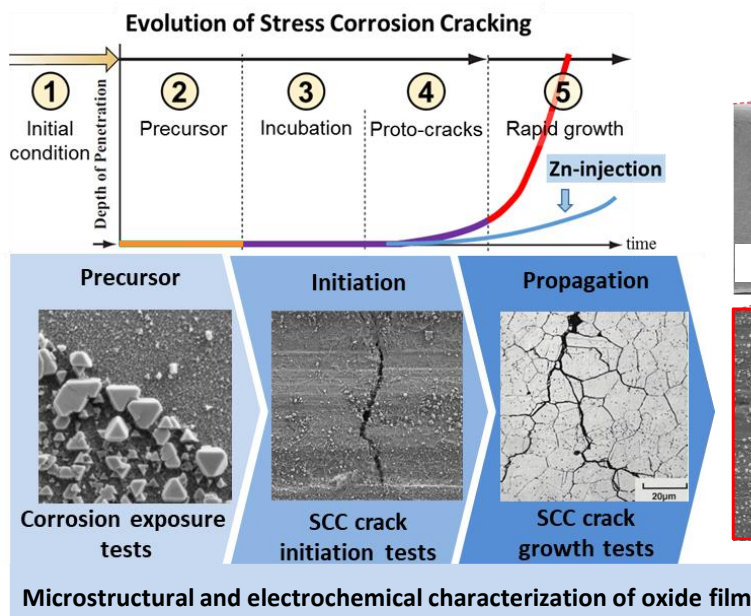 Evolution of Stress Corrosion Cracking
1
2
3
4
5
Initial
condition
Precursor
Incubation
Proto-cracks
Rapid growth
Depth of Penetration
Zn-injection
time
Precursor
Initiation
Propagation
20µm
Corrosion exposure
tests
SCC crack
initiation tests
SCC crack
growth tests
Microstructural and electrochemical characterization of oxide film